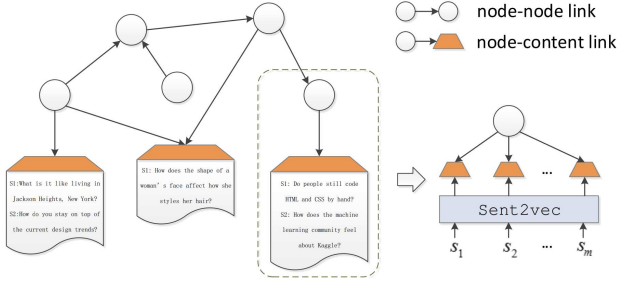 node-node link
node-content link
S1:What is it like living in
Jackson Heights, New York?
S2:How do you stay on top of
the current design trends?
S1: How does the shape of a
woman's face affect how she
styles her hair?
S1: Do people still code
HTML and CSS by hand?
S2: How does the machine
learning community feel
about Kaggle?
...
Sent2vec
s1 s2 ... sm